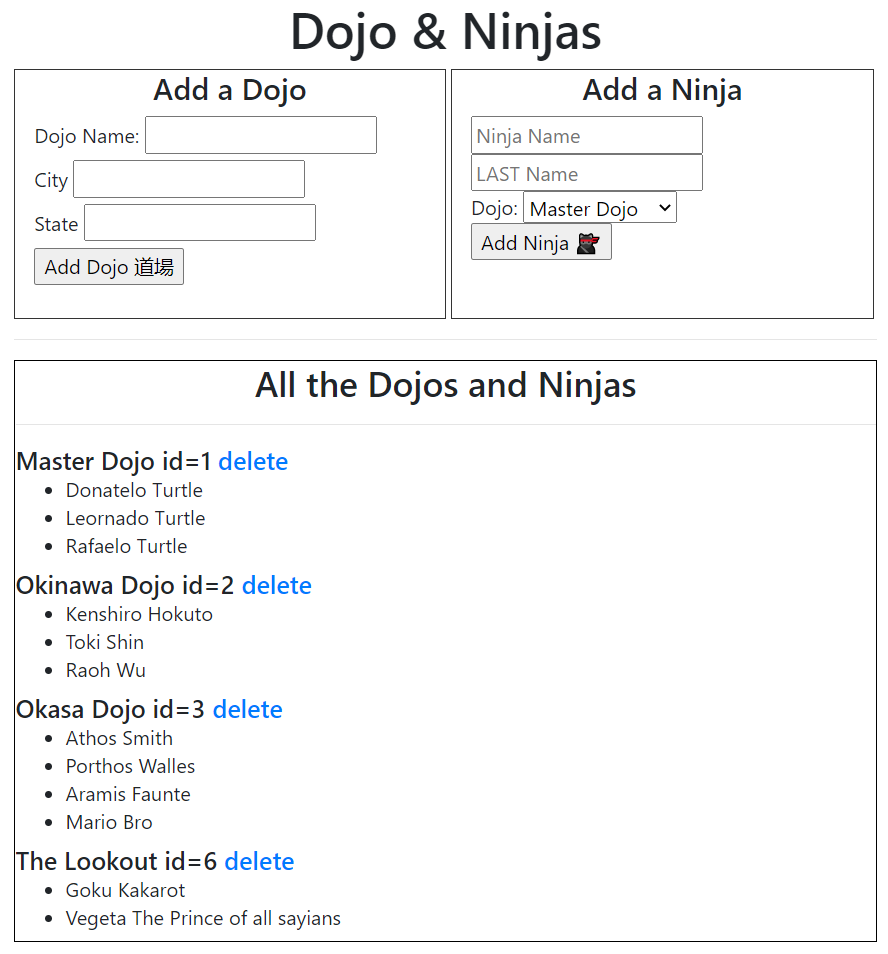 Dojo & Ninjas
Add a Dojo
Dojo Name:
City
State
Add Dojo 道場
Add a Ninja
Ninja Name
LAST Name
Dojo: Master Dojo
Add Ninja
All the Dojos and Ninjas
Master Dojo id=1 delete
Donatelo Turtle
Leornado Turtle
Rafaelo Turtle
Okinawa Dojo id=2 delete
Kenshiro Hokuto
Toki Shin
Raoh Wu
Okasa Dojo id=3 delete
Athos Smith
Porthos Walles
Aramis Faunte
Mario Bro
The Lookout id=6 delete
Goku Kakarot
Vegeta The Prince of all sayians